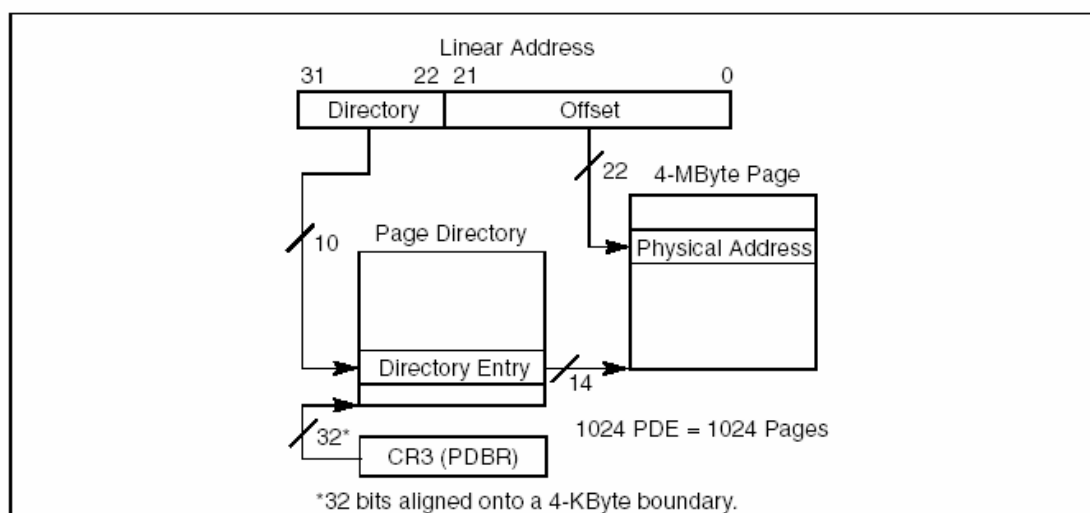 Linear Address
31 22 21 0
Directory Offset
22
4-MByte Page
10
Page Directory
Physical Address
Directory Entry
14
32*
1024 PDE = 1024 Pages
CR3 (PDBR)
*32 bits aligned onto a 4-KByte boundary.